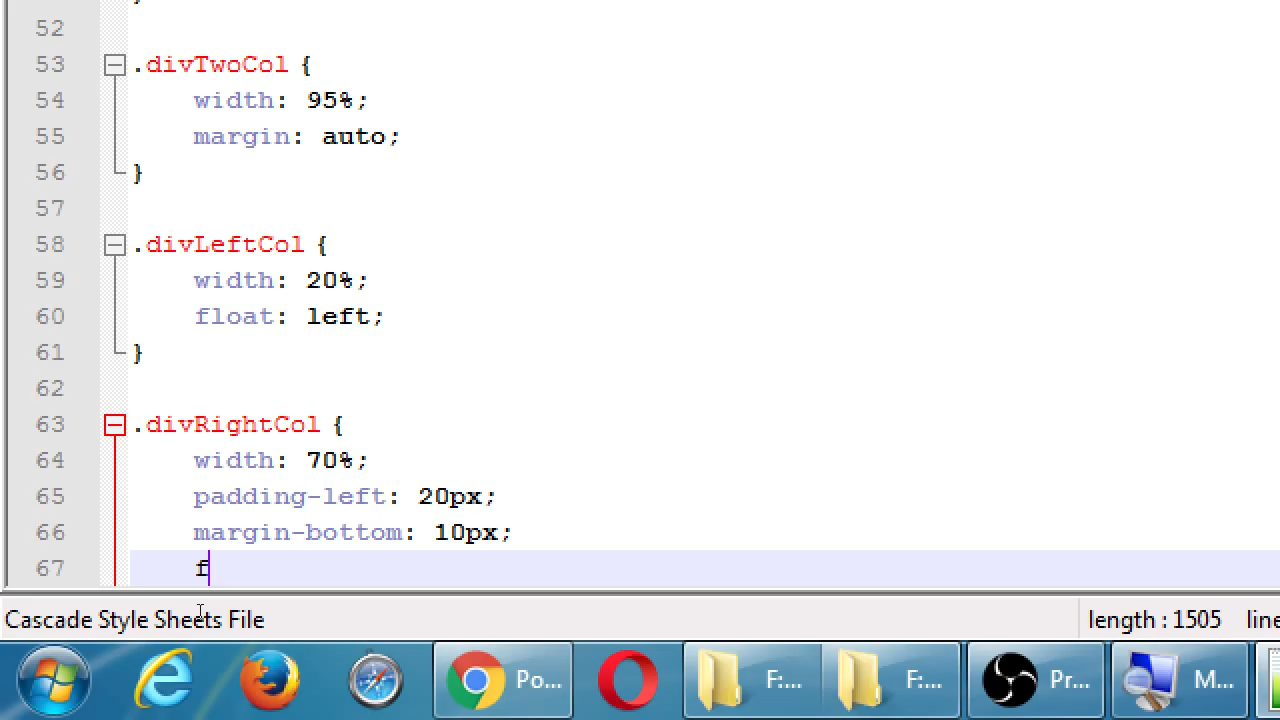 52
53 .divTwoCol {
54 width: 95%;
55 margin: auto;
56 }
57
58 .divLeftCol {
59 width: 20%;
60 float: left;
61 }
62
63 .divRightCol {
64 width: 70%;
65 padding-left: 20px;
66 margin-bottom: 10px;
67 f
Cascade Style Sheets File length : 1505 line
Po... F:... F:... Pr... M...